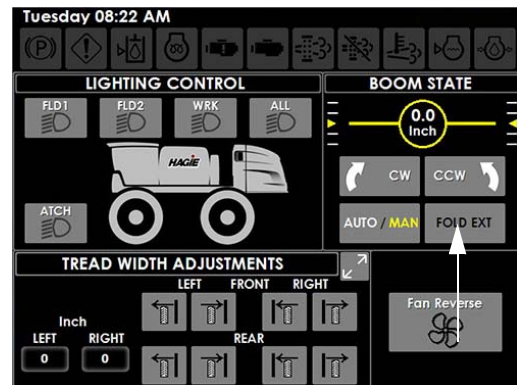 Tuesday 08:22 AM
(P)
LIGHTING CONTROL
FLD1 FLD2 WRK ALL
HAGIE
ATCH
BOOM STATE
0.0
Inch
CW CCW
AUTO / MAN FOLD EXT
TREAD WIDTH ADJUSTMENTS
LEFT FRONT RIGHT
Inch
LEFT RIGHT
REAR
0 0
Fan Reverse